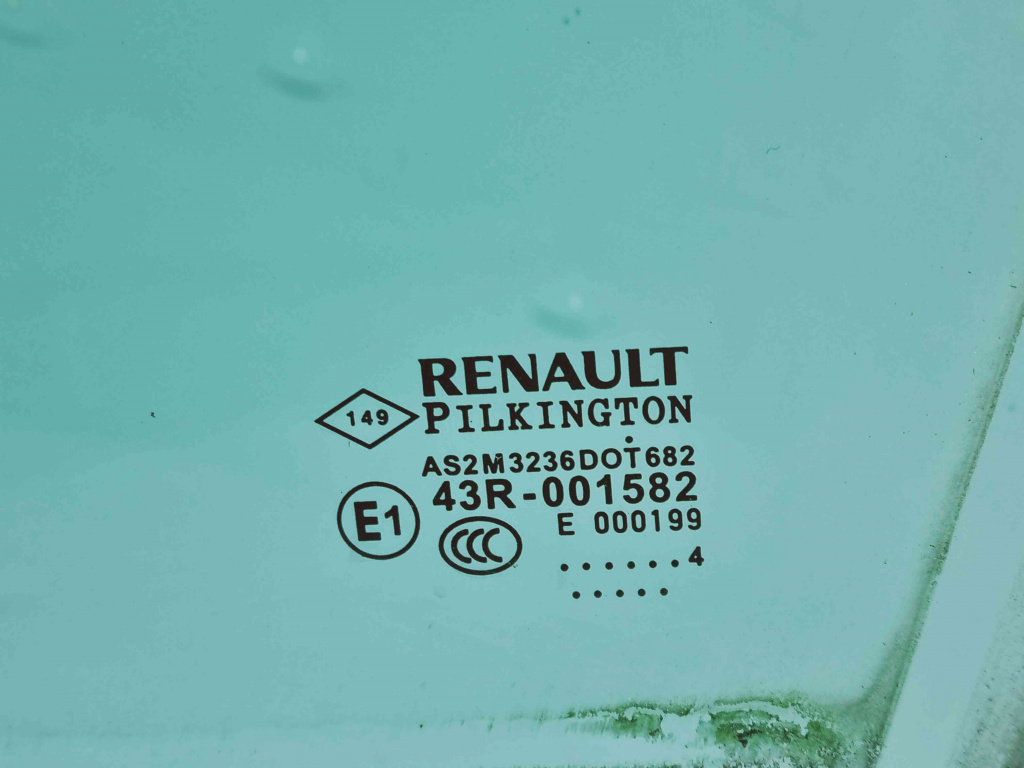 RENAULT
149
PILKINGTON
AS2M3236DOT682
43R-001582
E1
CCC
E 000199
......4
.....